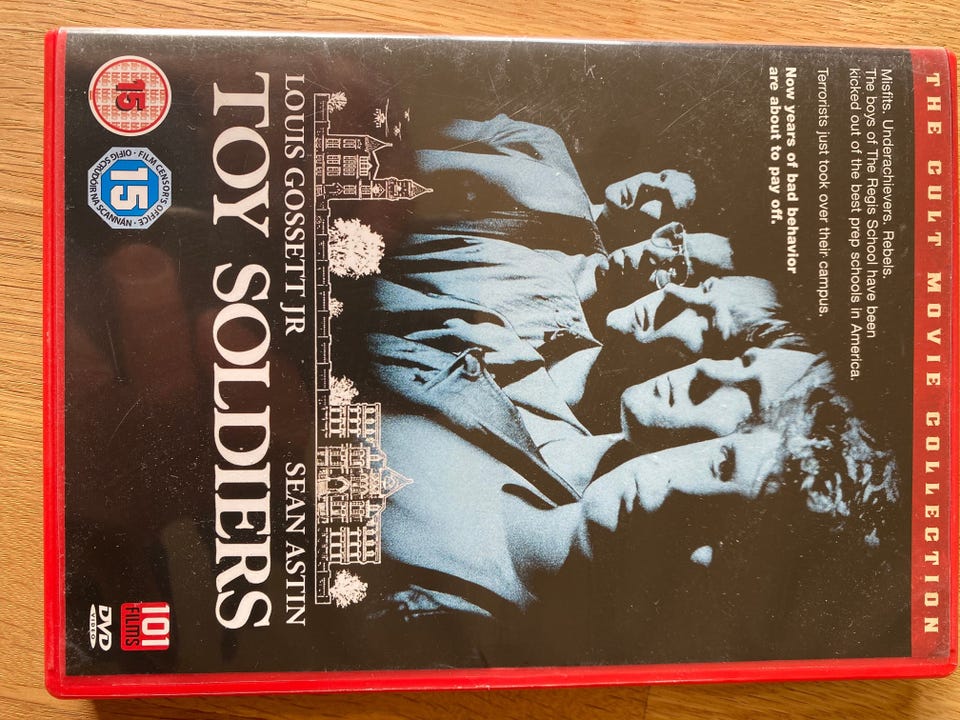 THE CULT MOVIE COLLECTION
Misfits. Underachievers. Rebels.
The boys of The Regis School have been
kicked out of the best prep schools in America.
Terrorists just took over their campus.
Now years of bad behavior
are about to pay off.
LOUIS GOSSETT JR SEAN ASTIN
TOY SOLDIERS
15
FILM CENSOR'S OFFICE
15
OIFIG SCRÚDÓIR NA SCANNÁN
101
FILMS
DVD
VIDEO